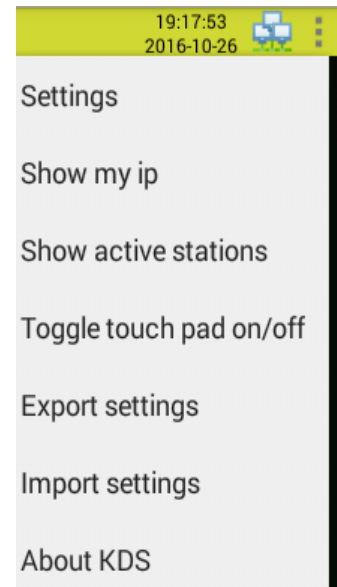 19:17:53
2016-10-26
Settings
Show my ip
Show active stations
Toggle touch pad on/off
Export settings
Import settings
About KDS